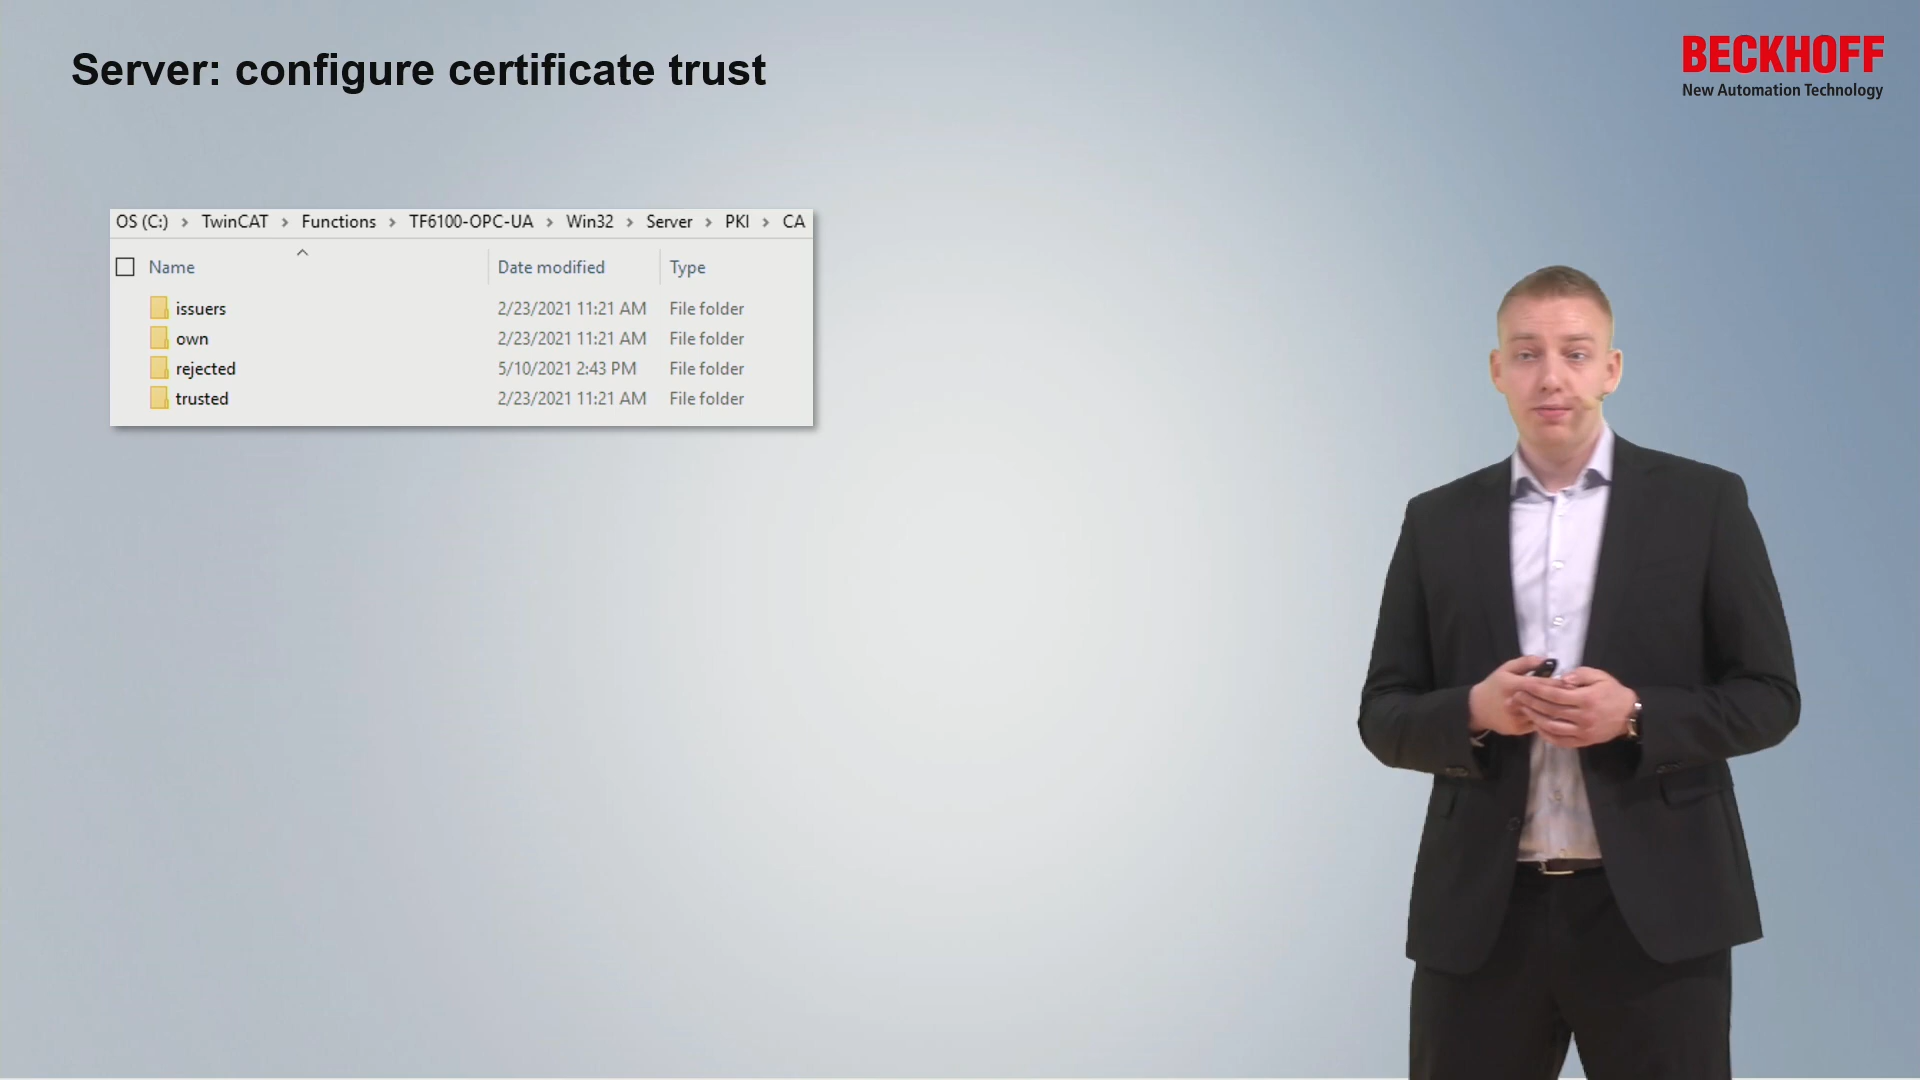 Server: configure certificate trust
BECKHOFF
New Automation Technology
OS (C:) > TwinCAT > Functions > TF6100-OPC-UA > Win32 > Server > PKI > CA
Name Date modified Type
issuers 2/23/2021 11:21 AM File folder
own 2/23/2021 11:21 AM File folder
rejected 5/10/2021 2:43 PM File folder
trusted 2/23/2021 11:21 AM File folder